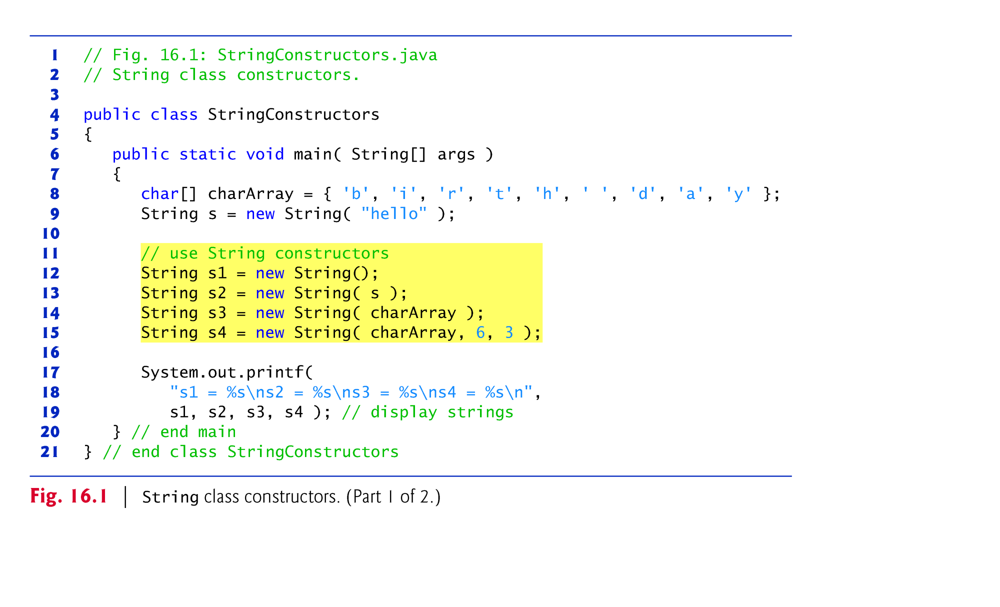 1 // Fig. 16.1: StringConstructors.java
2 // String class constructors.
3
4 public class StringConstructors
5 {
6    public static void main( String[] args )
7    {
8       char[] charArray = { 'b', 'i', 'r', 't', 'h', ' ', 'd', 'a', 'y' };
9       String s = new String( "hello" );
10
11       // use String constructors
12       String s1 = new String();
13       String s2 = new String( s );
14       String s3 = new String( charArray );
15       String s4 = new String( charArray, 6, 3 );
16
17       System.out.printf(
18          "s1 = %s\ns2 = %s\ns3 = %s\ns4 = %s\n",
19          s1, s2, s3, s4 ); // display strings
20    } // end main
21 } // end class StringConstructors
Fig. 16.1 | String class constructors. (Part 1 of 2.)